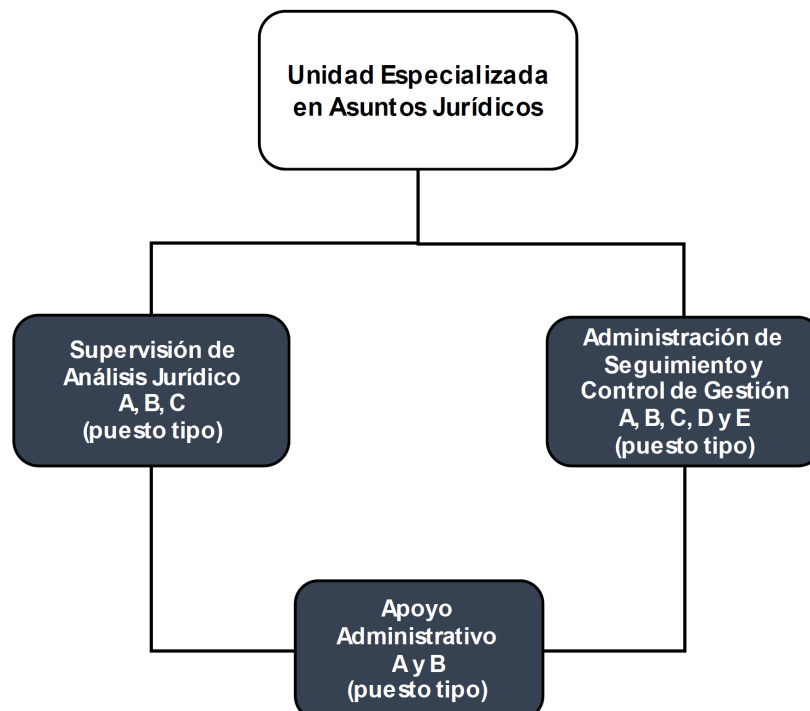 Unidad Especializada
en Asuntos Jurídicos
Supervisión de
Análisis Jurídico
A, B, C
(puesto tipo)
Administración de
Seguimiento y
Control de Gestión
A, B, C, D y E
(puesto tipo)
Apoyo
Administrativo
A y B
(puesto tipo)